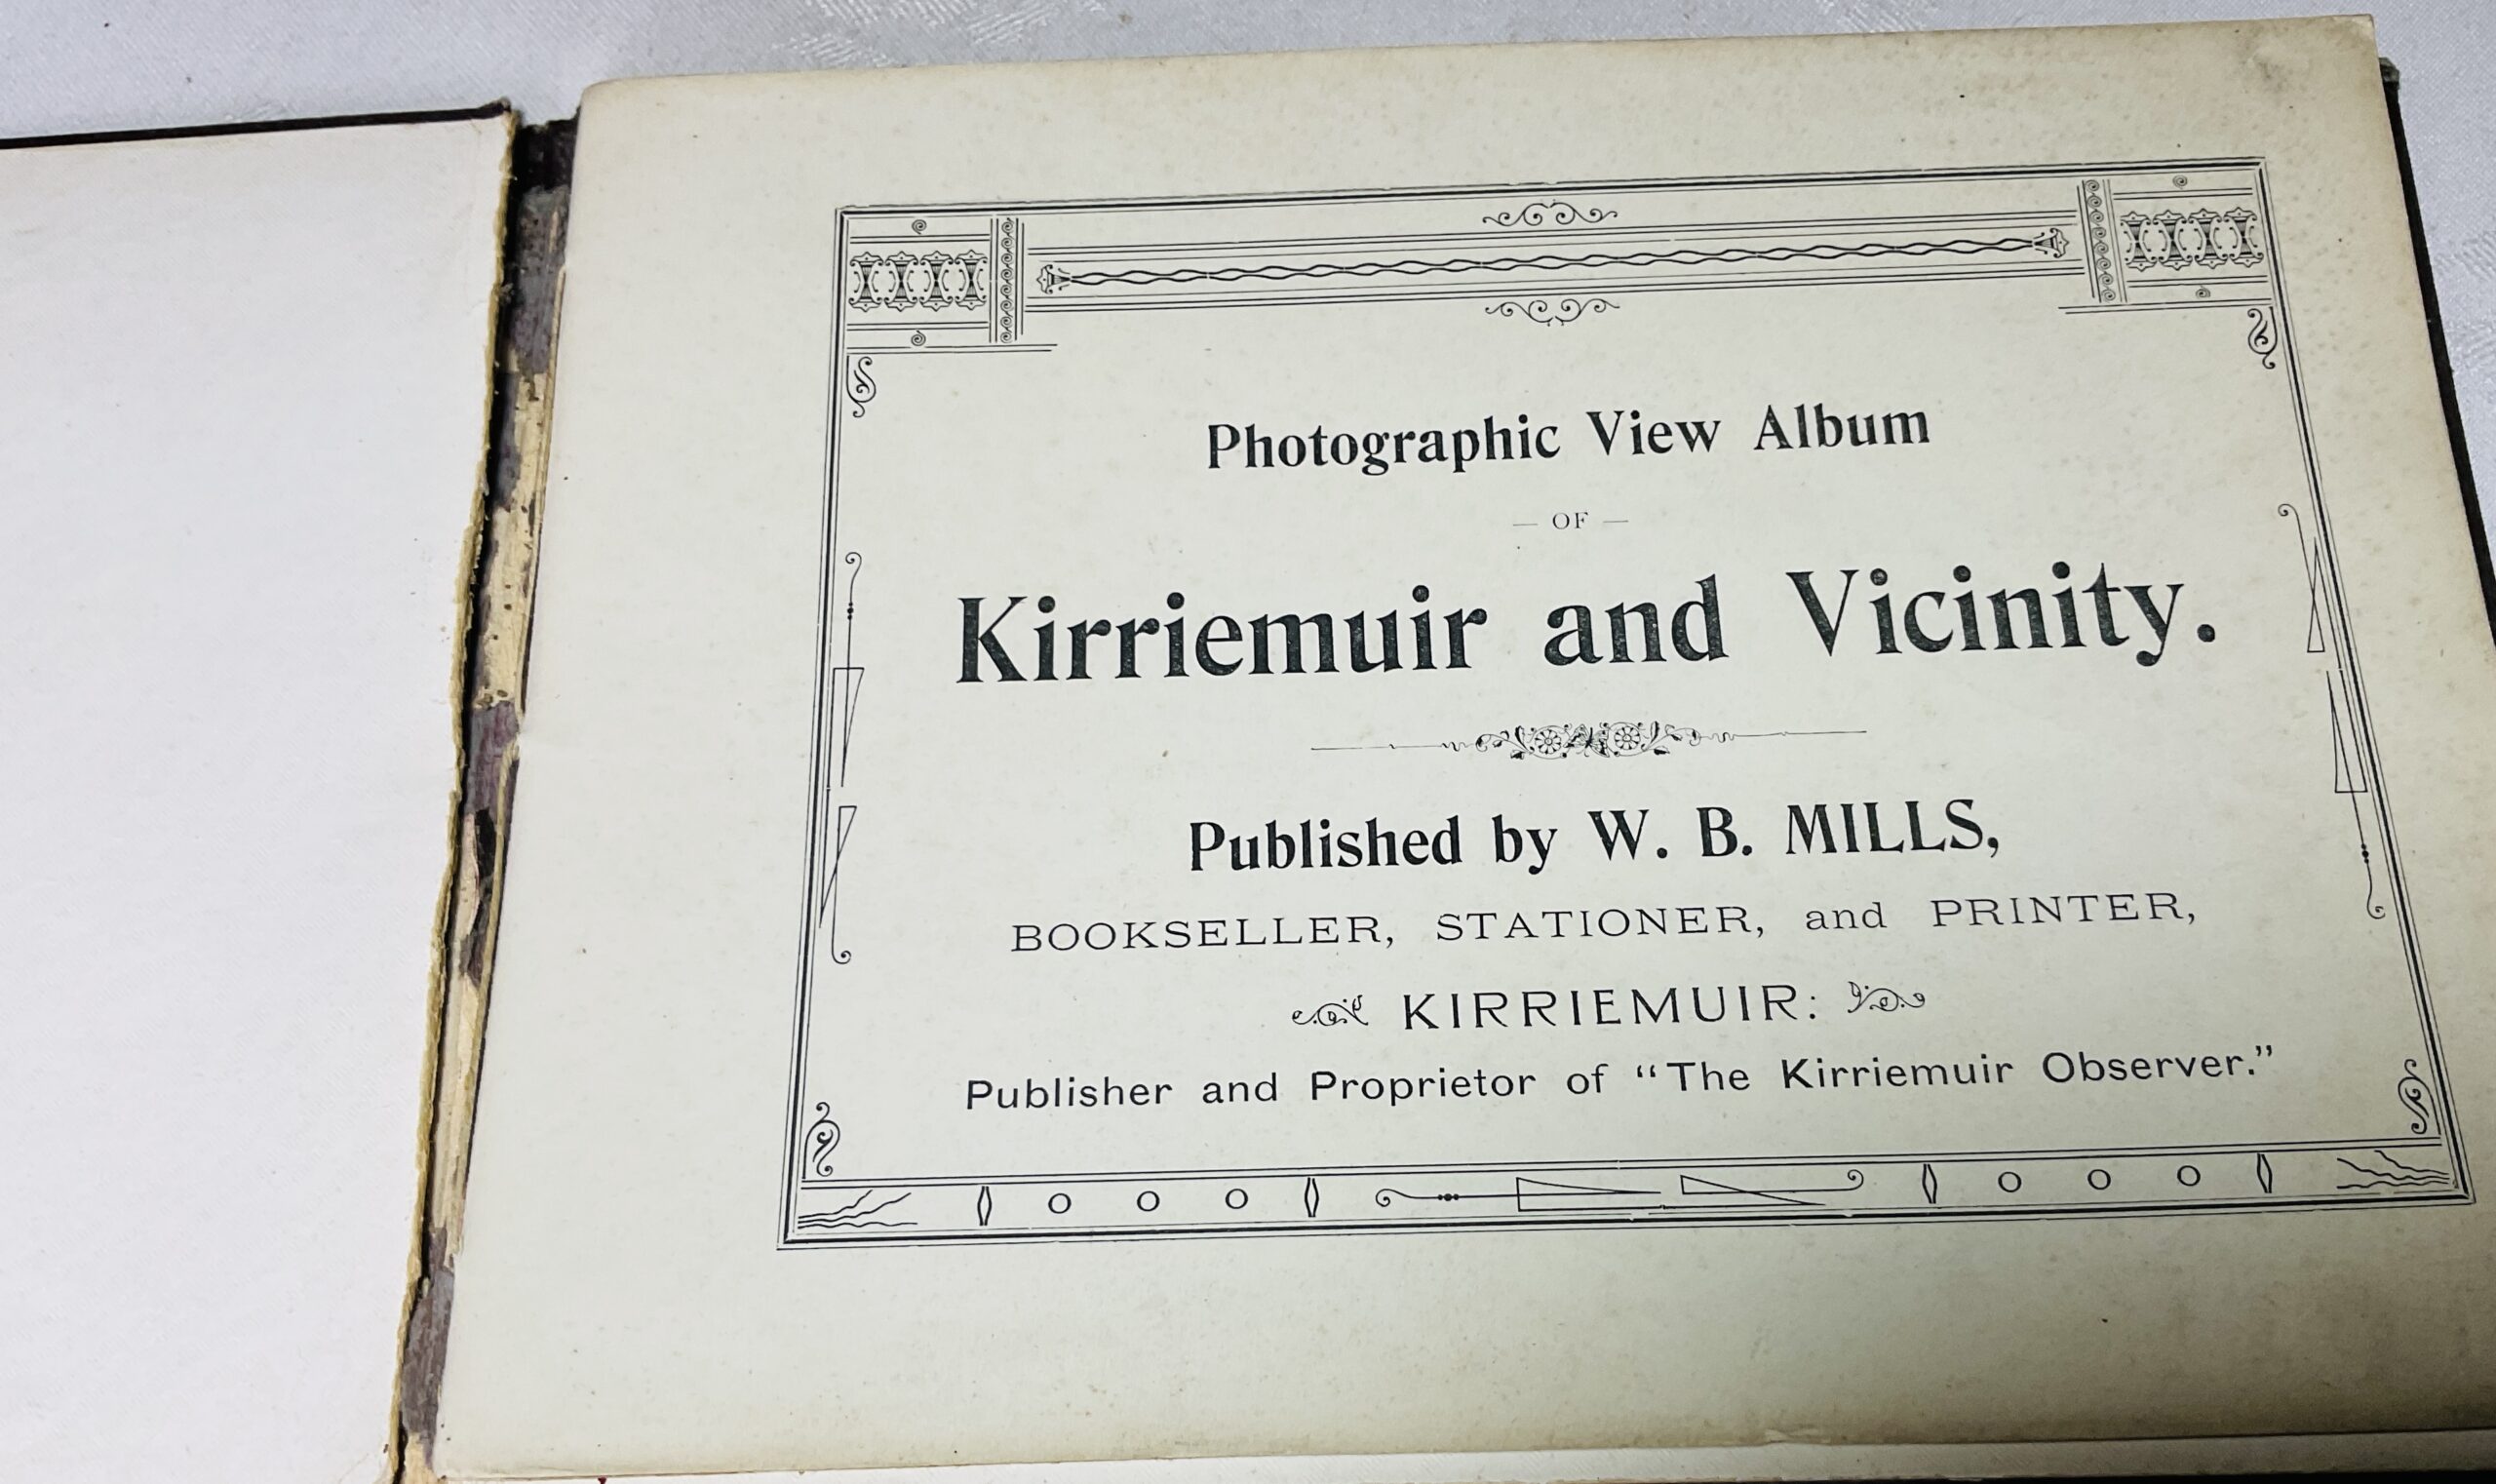 Photographic View Album
— OF —
Kirriemuir and Vicinity.
Published by W. B. MILLS,
BOOKSELLER, STATIONER, and PRINTER,
KIRRIEMUIR:
Publisher and Proprietor of “The Kirriemuir Observer.”